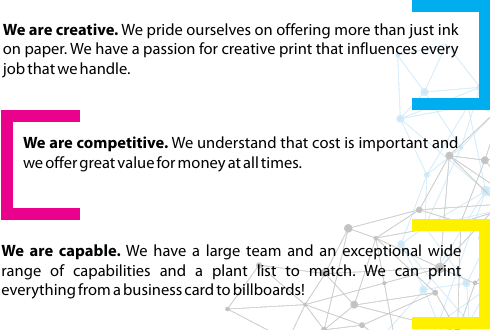 We are creative. We pride ourselves on offering more than just ink
on paper. We have a passion for creative print that influences every
job that we handle.
We are competitive. We understand that cost is important and
we offer great value for money at all times.
We are capable. We have a large team and an exceptional wide
range of capabilities and a plant list to match. We can print
everything from a business card to billboards!